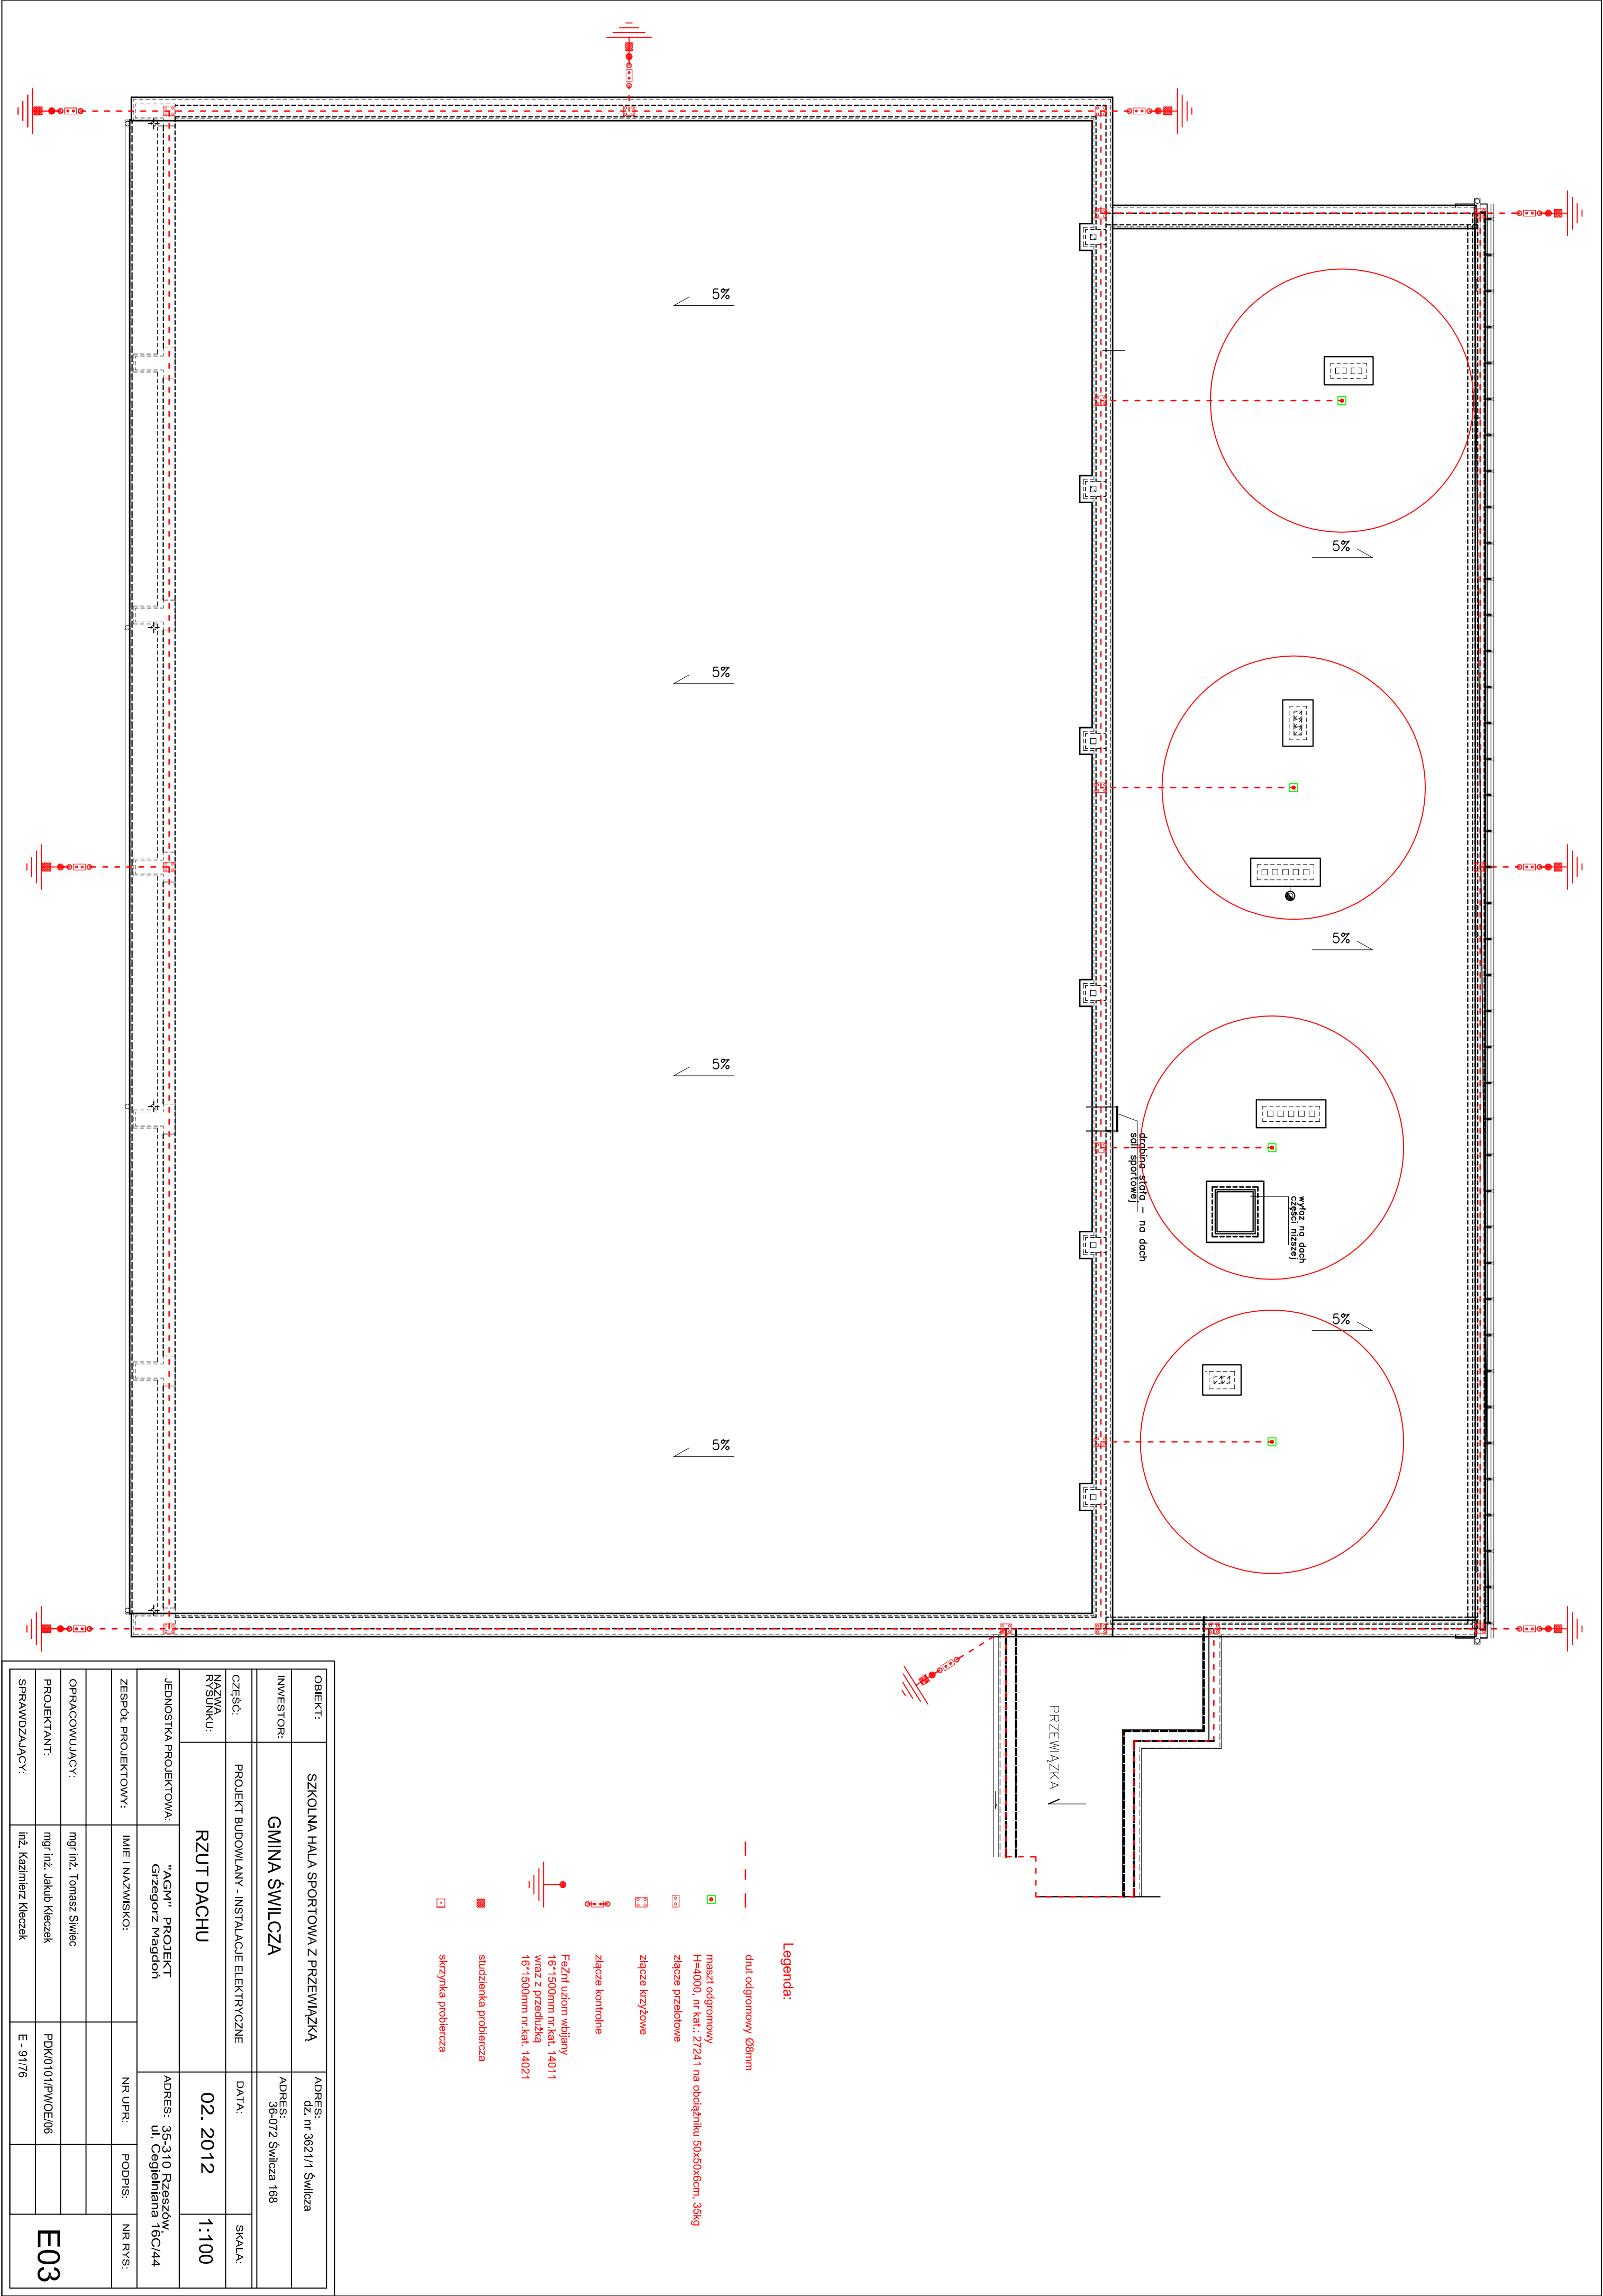 5%
5%
5%
5%
5%
5%
5%
drabina stała – na dach
sali sportowej
wyłaz na dach
części niższej
PRZEWIĄZKA
Legenda:
drut odgromowy Ø8mm
maszt odgromowy
H=4000, nr kat.: 27241 na obciążniku 50x50x6cm, 35kg
złącze przelotowe
złącze krzyżowe
złącze kontrolne
FeZnf uziom wbijany
16*1500mm nr.kat. 14011
wraz z przedłużką
16*1500mm nr.kat. 14021
studzienka probiercza
skrzynka probiercza
OBIEKT:
SZKOLNA HALA SPORTOWA Z PRZEWIĄZKĄ
ADRES:
dz. nr 3621/1 Świlcza
INWESTOR:
GMINA ŚWILCZA
ADRES:
36-072 Świlcza 168
CZĘŚĆ:
PROJEKT BUDOWLANY - INSTALACJE ELEKTRYCZNE
DATA:
SKALA:
NAZWA
RYSUNKU:
RZUT DACHU
02. 2012
1:100
JEDNOSTKA PROJEKTOWA:
"AGM" PROJEKT
Grzegorz Magdoń
ADRES: 35-310 Rzeszów,
ul. Cegielniana 16C/44
ZESPÓŁ PROJEKTOWY:
IMIE I NAZWISKO:
NR UPR:
PODPIS:
NR RYS:
OPRACOWUJĄCY:
mgr inż. Tomasz Siwiec
PROJEKTANT:
mgr inż. Jakub Kleczek
PDK/0101/PWOE/06
SPRAWDZAJĄCY:
inż. Kazimierz Kleczek
E - 91/76
E03